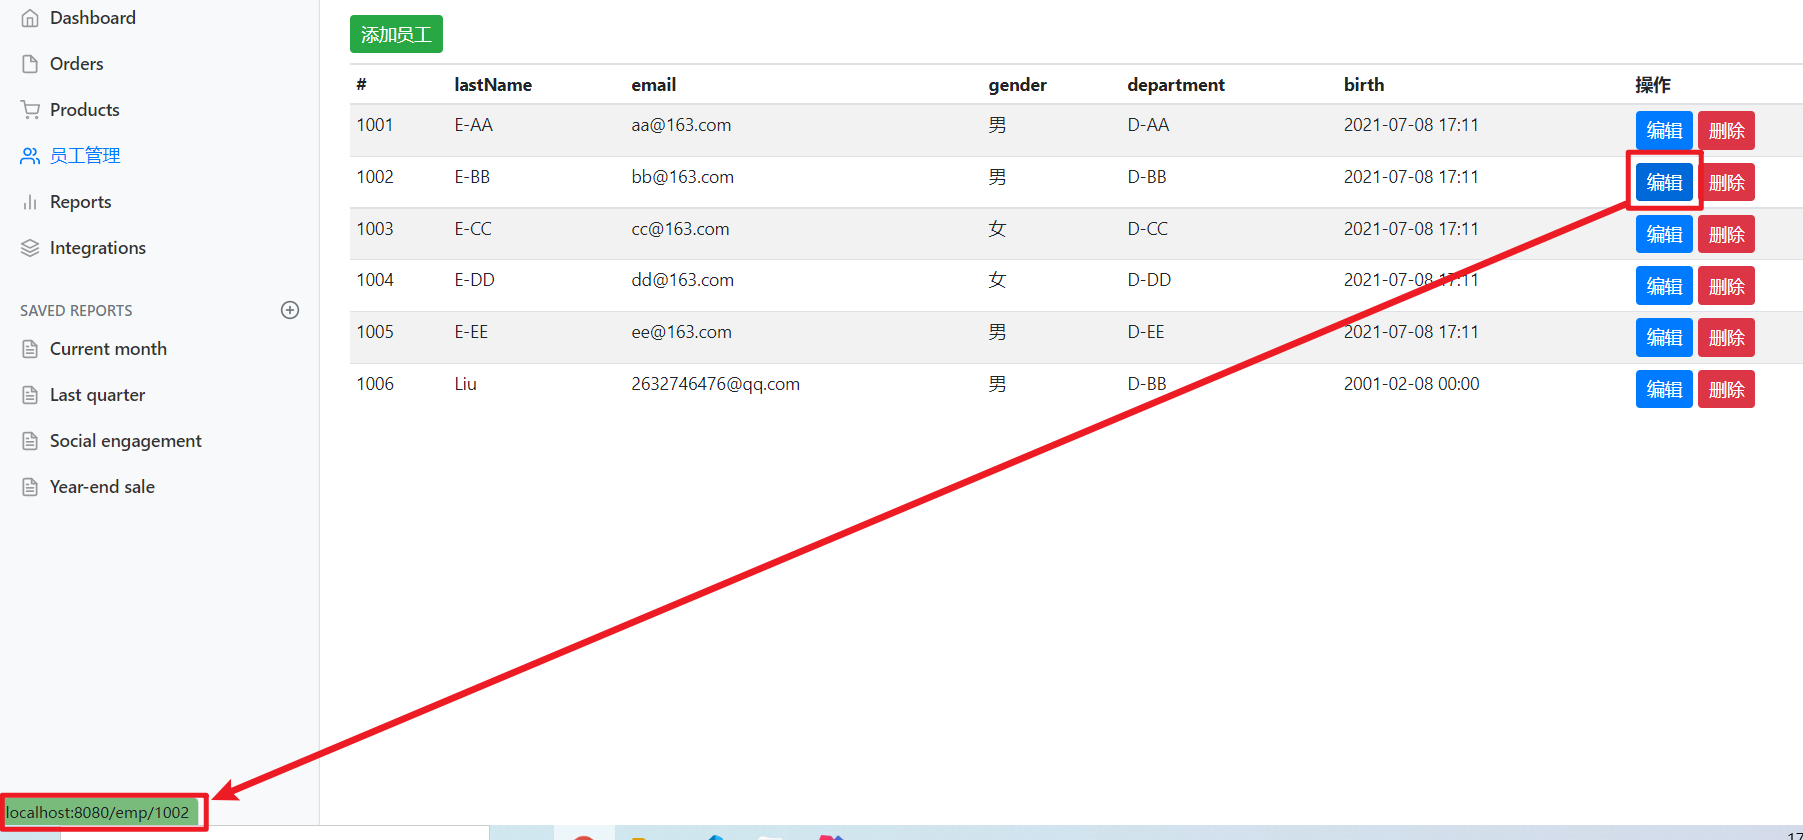 Dashboard
Orders
Products
员工管理
Reports
Integrations
SAVED REPORTS
Current month
Last quarter
Social engagement
Year-end sale
添加员工
# lastName email gender department birth 操作
1001 E-AA aa@163.com 男 D-AA 2021-07-08 17:11 编辑 删除
1002 E-BB bb@163.com 男 D-BB 2021-07-08 17:11 编辑 删除
1003 E-CC cc@163.com 女 D-CC 2021-07-08 17:11 编辑 删除
1004 E-DD dd@163.com 女 D-DD 2021-07-08 17:11 编辑 删除
1005 E-EE ee@163.com 男 D-EE 2021-07-08 17:11 编辑 删除
1006 Liu 2632746476@qq.com 男 D-BB 2001-02-08 00:00 编辑 删除
localhost:8080/emp/1002